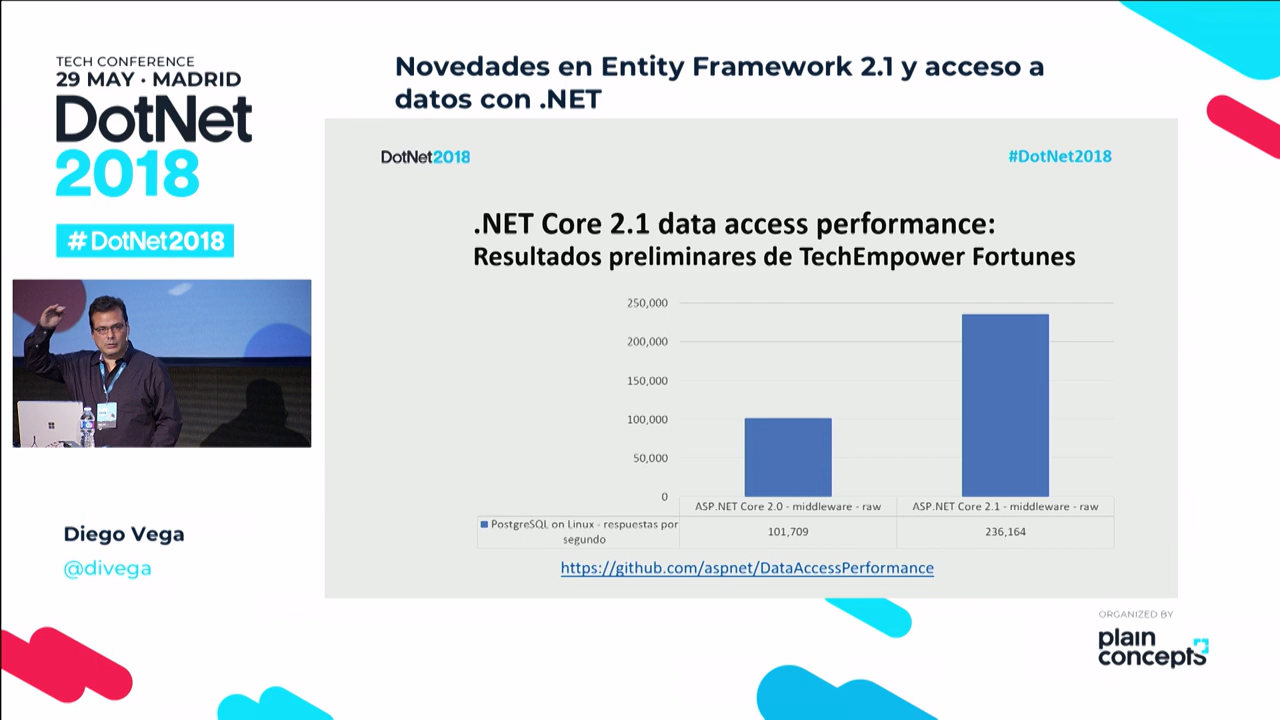 TECH CONFERENCE
29 MAY · MADRID
DotNet
2018
#DotNet2018
Novedades en Entity Framework 2.1 y acceso a
datos con .NET
DotNet2018
#DotNet2018
.NET Core 2.1 data access performance:
Resultados preliminares de TechEmpower Fortunes
250,000
200,000
150,000
100,000
50,000
0
ASP.NET Core 2.0 - middleware - raw
ASP.NET Core 2.1 - middleware - raw
PostgreSQL on Linux - respuestas por
segundo
101,709
236,164
https://github.com/aspnet/DataAccessPerformance
Diego Vega
@divega
ORGANIZED BY
plain
concepts